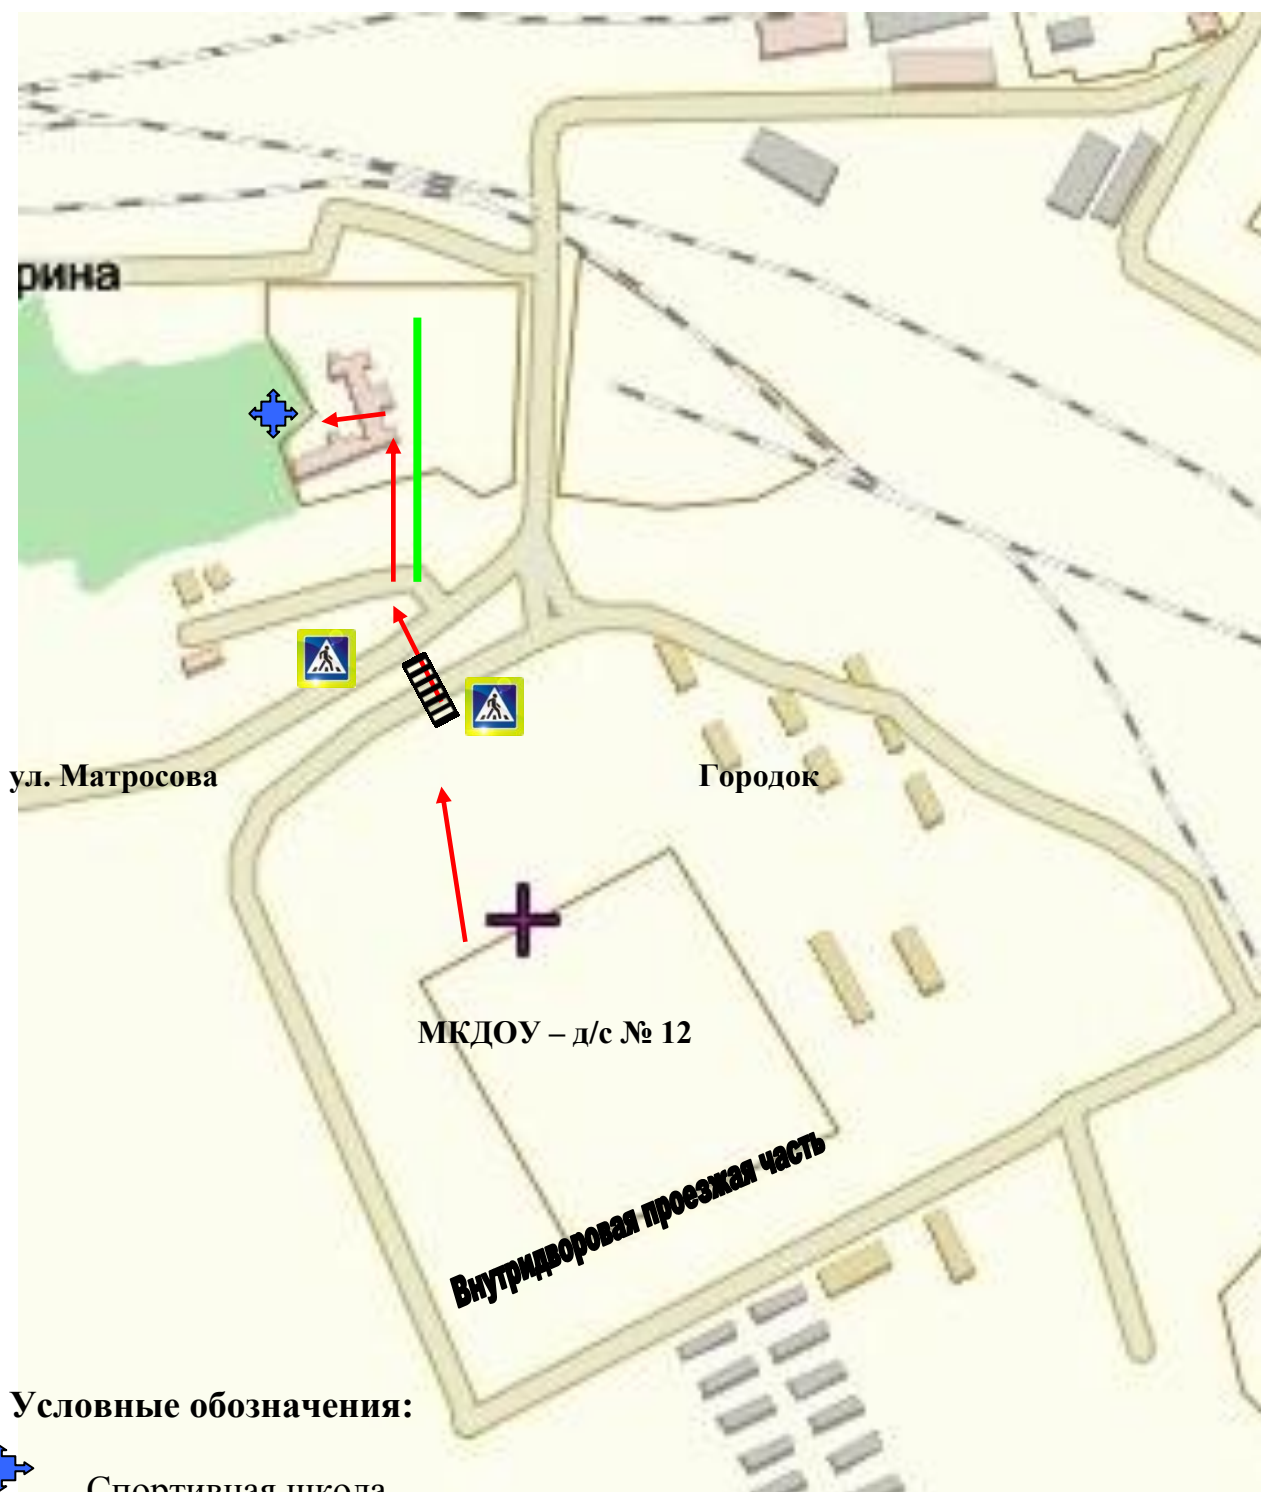 рина
ул. Матросова
Городок
МКДОУ – д/с № 12
Внутридворовая проезжая часть
Условные обозначения:
Спортивная школа